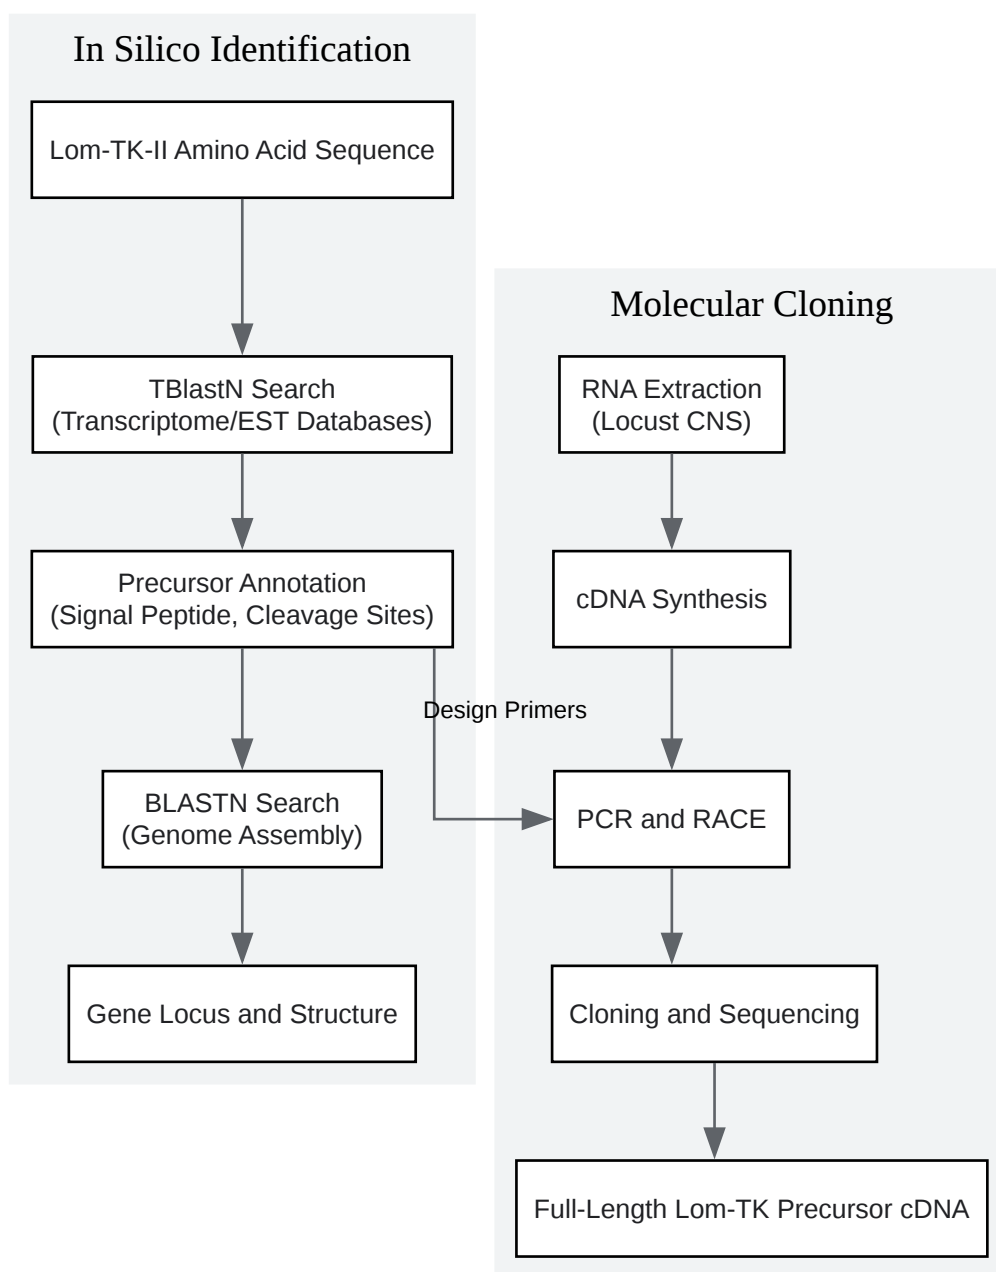 In Silico Identification
Lom-TK-II Amino Acid Sequence
TBlastN Search
(Transcriptome/EST Databases)
Precursor Annotation
(Signal Peptide, Cleavage Sites)
Design Primers
BLASTN Search
(Genome Assembly)
Gene Locus and Structure
Molecular Cloning
RNA Extraction
(Locust CNS)
cDNA Synthesis
PCR and RACE
Cloning and Sequencing
Full-Length Lom-TK Precursor cDNA